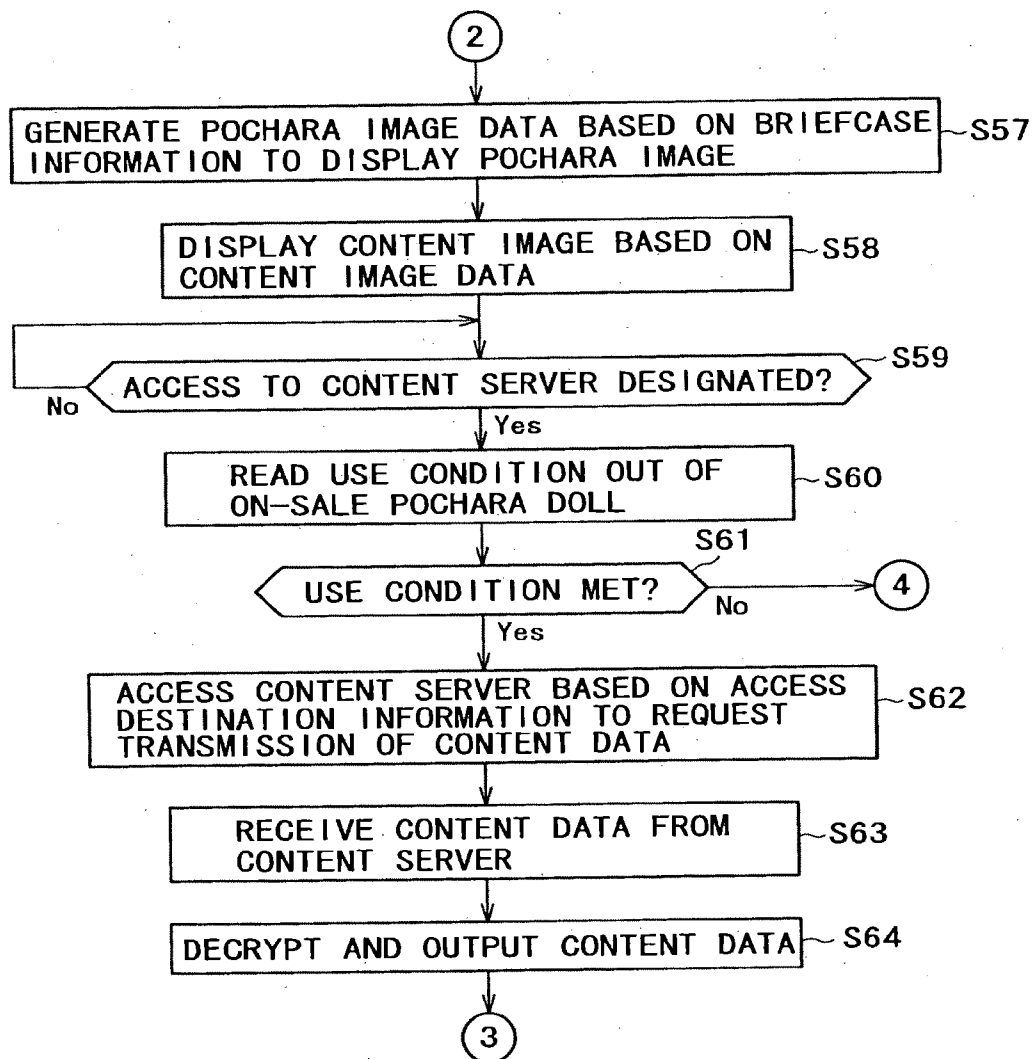 2
GENERATE POCHARA IMAGE DATA BASED ON BRIEFCASE
INFORMATION TO DISPLAY POCHARA IMAGE
S57
DISPLAY CONTENT IMAGE BASED ON
CONTENT IMAGE DATA
S58
ACCESS TO CONTENT SERVER DESIGNATED?
S59
No
Yes
READ USE CONDITION OUT OF
ON-SALE POCHARA DOLL
S60
USE CONDITION MET?
S61
No
4
Yes
ACCESS CONTENT SERVER BASED ON ACCESS
DESTINATION INFORMATION TO REQUEST
TRANSMISSION OF CONTENT DATA
S62
RECEIVE CONTENT DATA FROM
CONTENT SERVER
S63
DECRYPT AND OUTPUT CONTENT DATA
S64
3